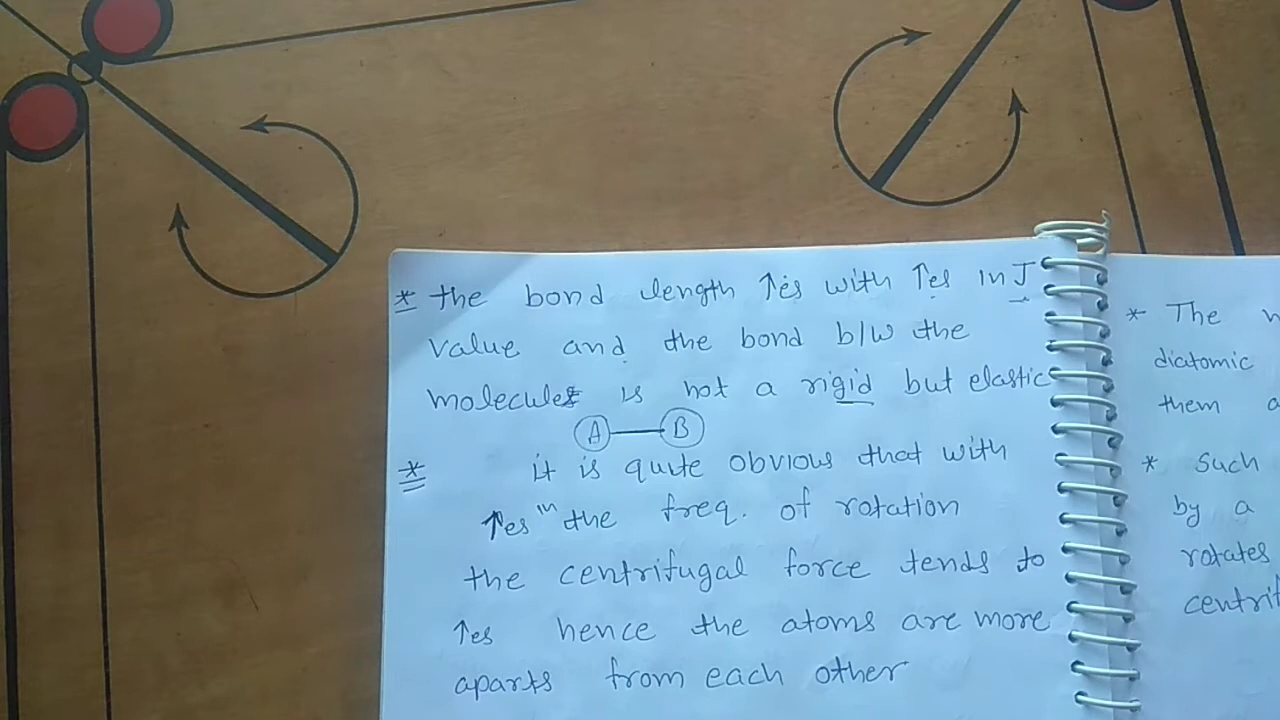 * the bond length ↑es with ↑es in J
value and the bond b/w the
molecules is not a rigid but elastic
A — B
* it is quite obvious that with
↑es in the freq. of rotation
the centrifugal force tends to
↑es hence the atoms are more
aparts from each other
* The
diatomic
them a
* Such
by a
rotates
centrif